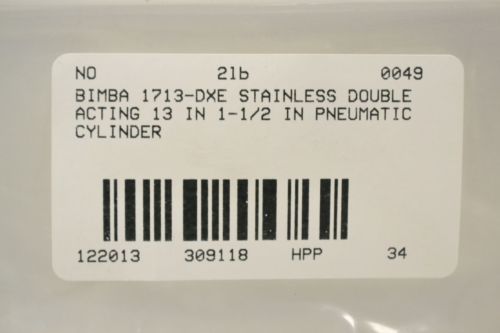 NO 2lb 0049
BIMBA 1713-DXE STAINLESS DOUBLE
ACTING 13 IN 1-1/2 IN PNEUMATIC
CYLINDER
122013 309118 HPP 34